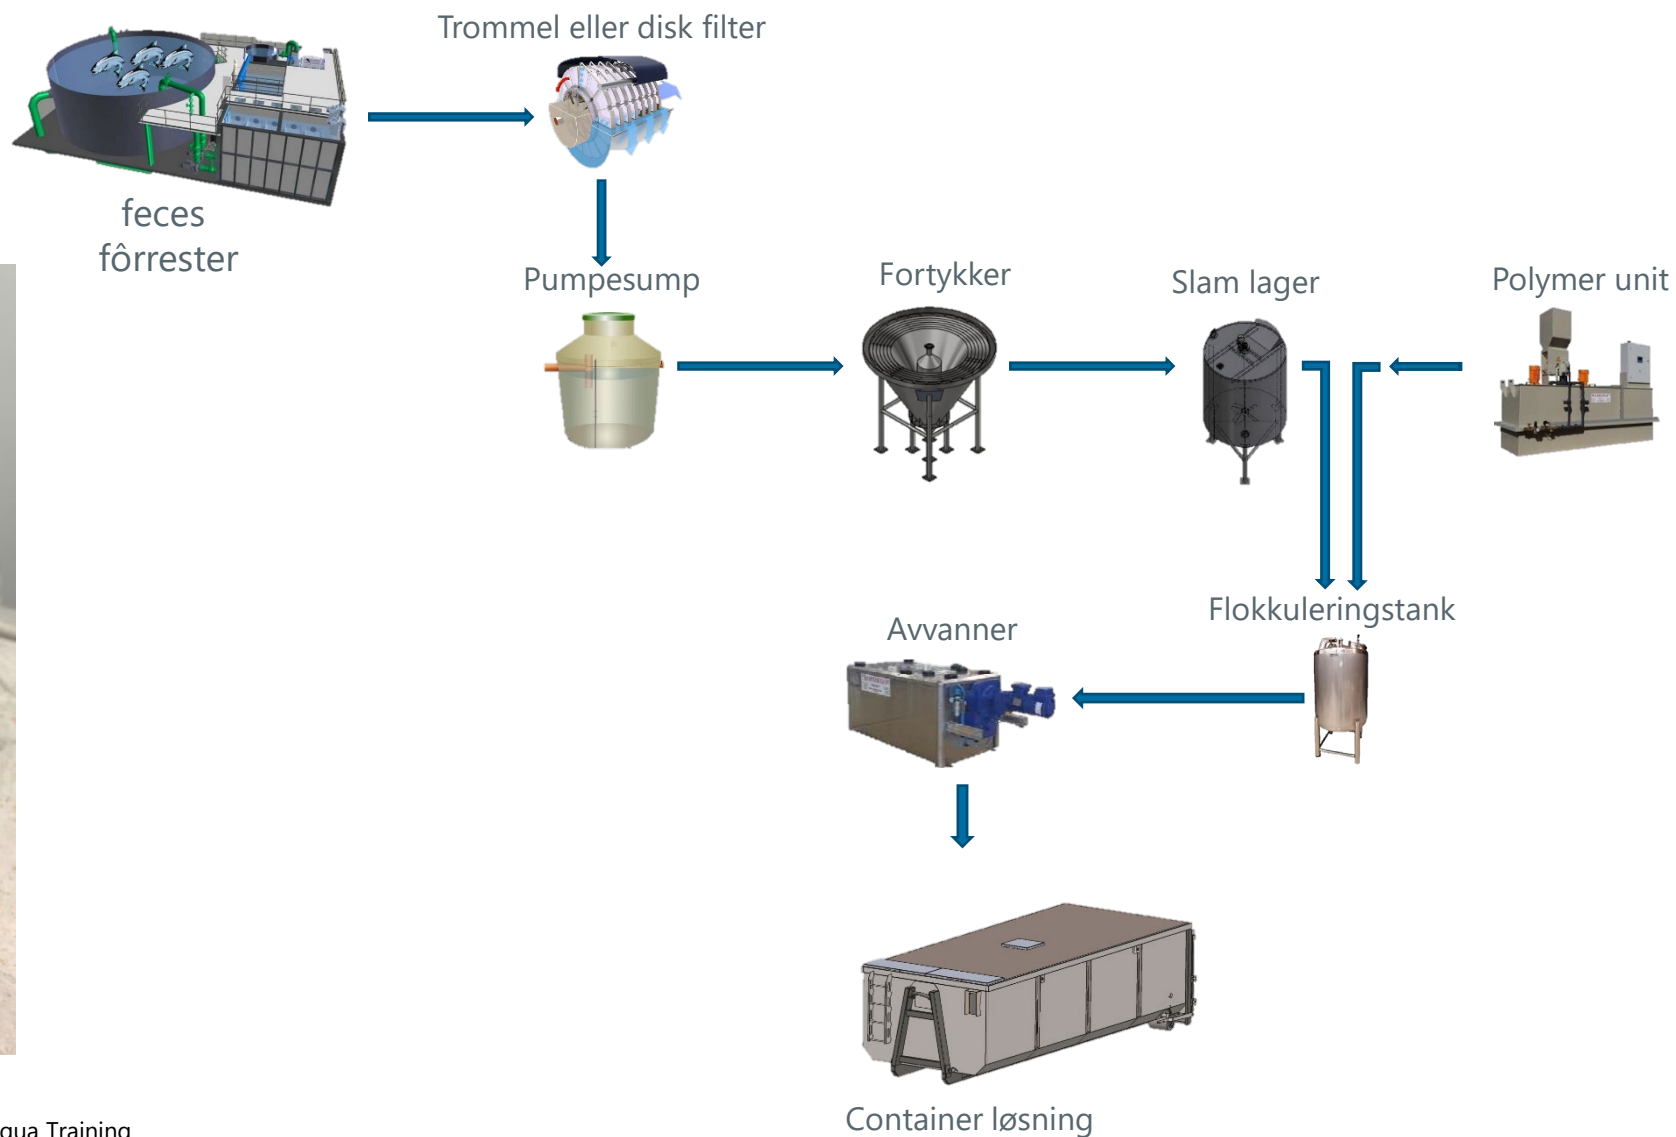 Trommel eller disk filter
feces
fôrrester
Pumpesump
Fortykker
Slam lager
Polymer unit
Flokkuleringstank
Avvanner
Container løsning
qua Training